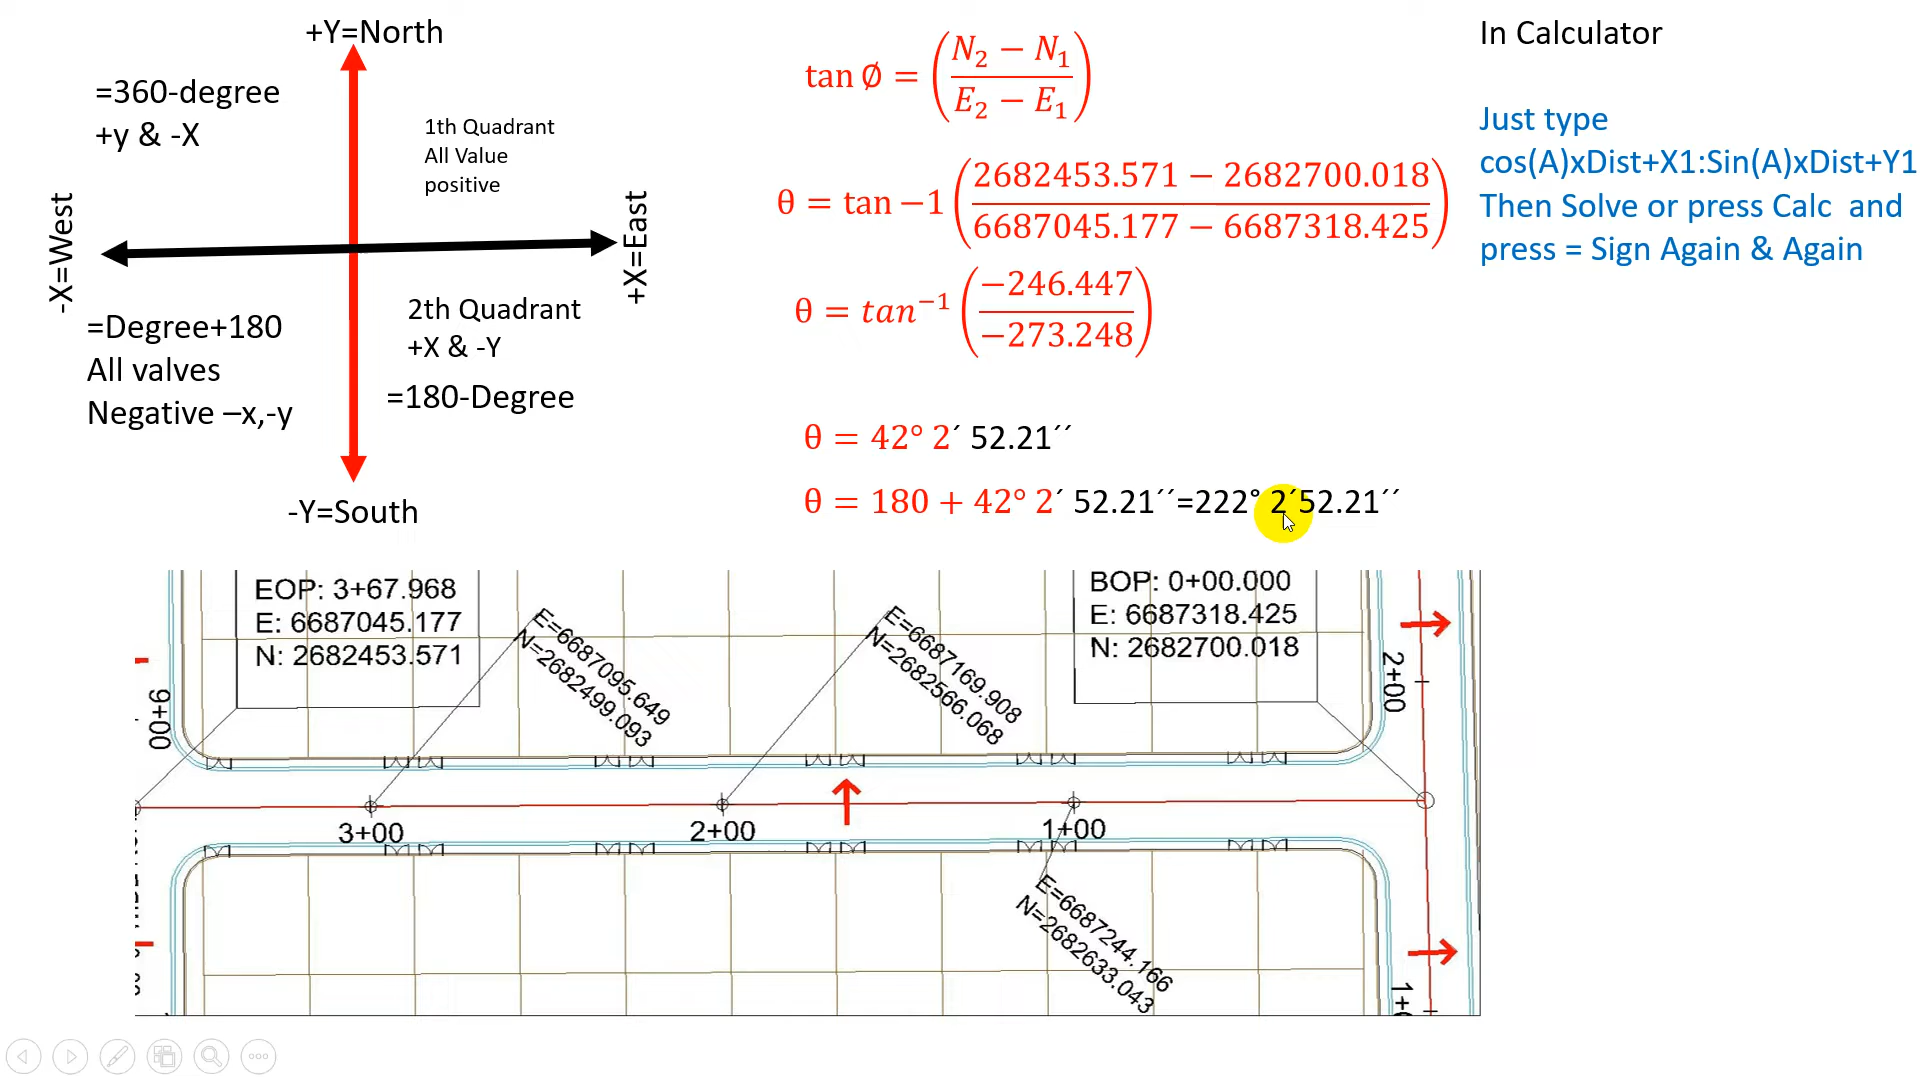 +Y=North
=360-degree
+y & -X
1th Quadrant
All Value
positive
-X=West
+X=East
=Degree+180
All valves
Negative –x,-y
2th Quadrant
+X & -Y
=180-Degree
-Y=South
tan ∅ = (N₂ − N₁ / E₂ − E₁)
θ = tan −1 (2682453.571 − 2682700.018 / 6687045.177 − 6687318.425)
θ = tan⁻¹ (−246.447 / −273.248)
θ = 42° 2′ 52.21′′
θ = 180 + 42° 2′ 52.21′′=222° 2′52.21′′
In Calculator
Just type
cos(A)xDist+X1:Sin(A)xDist+Y1
Then Solve or press Calc and
press = Sign Again & Again
EOP: 3+67.968
E: 6687045.177
N: 2682453.571
E=6687095.649
N=2682499.093
E=6687169.908
N=2682566.068
BOP: 0+00.000
E: 6687318.425
N: 2682700.018
2+00
9+00
3+00
2+00
1+00
E=6687244.166
N=2682633.043